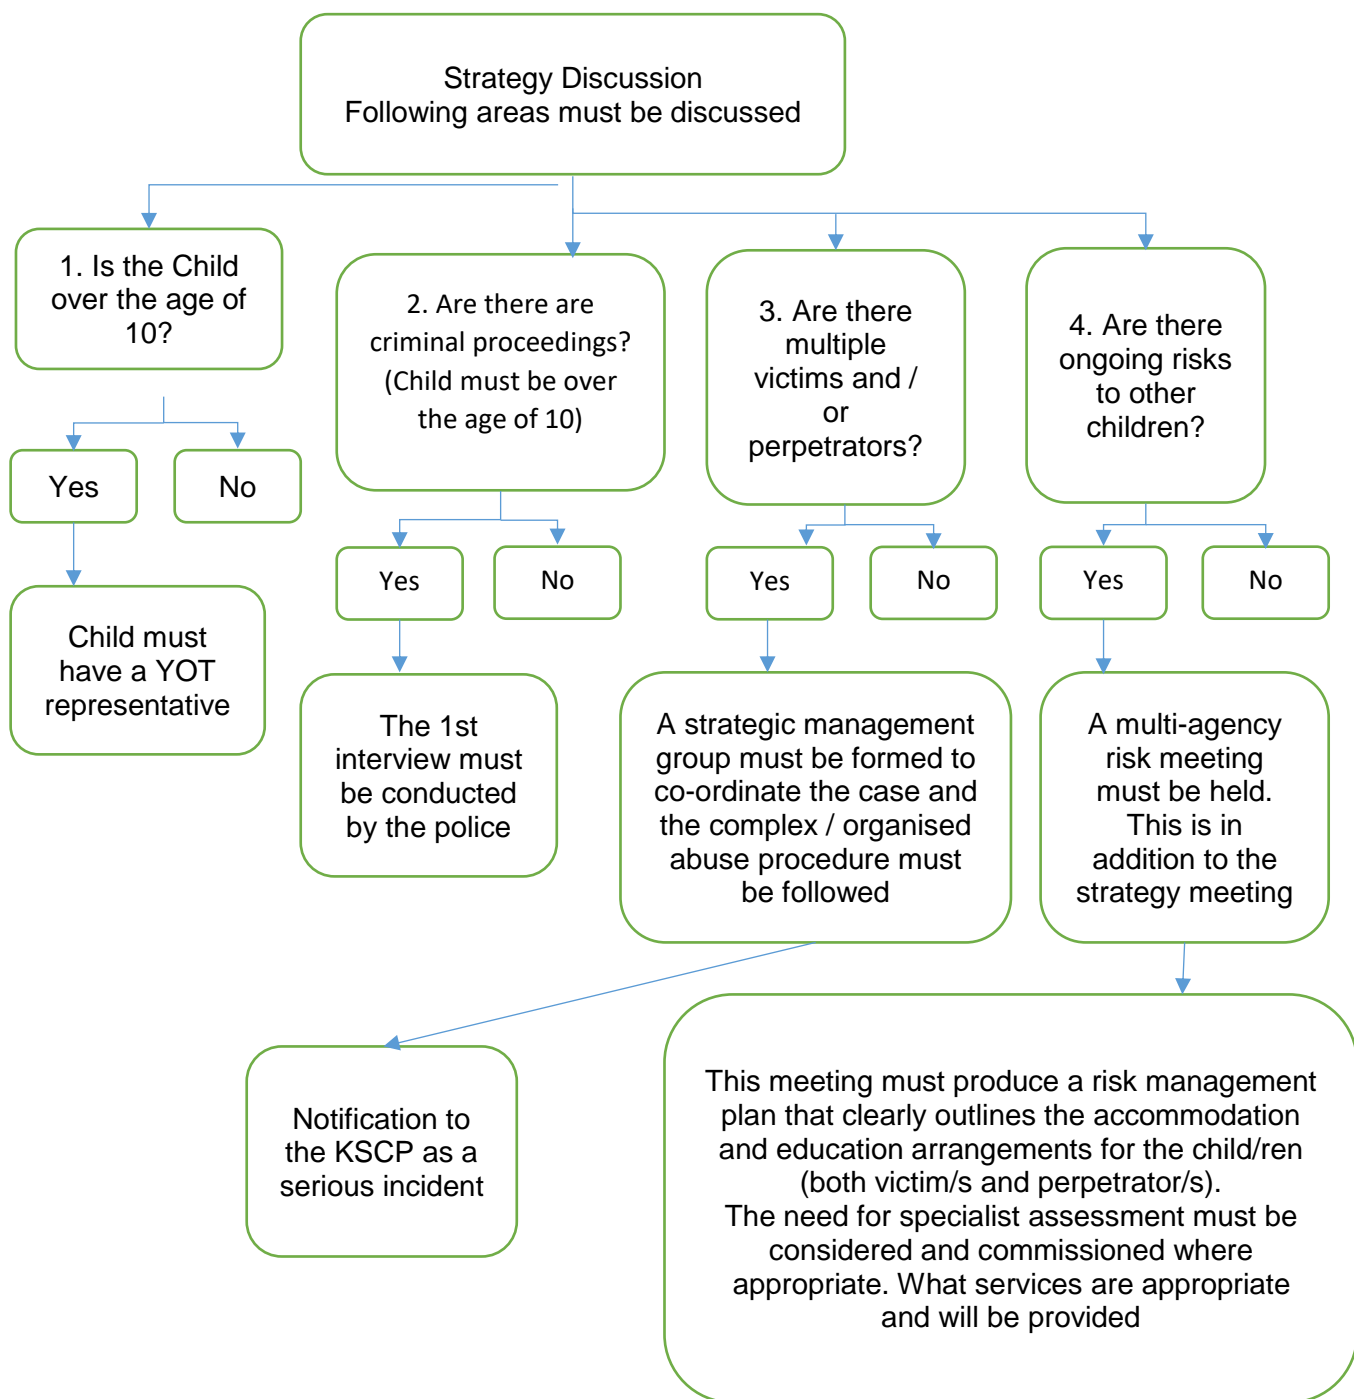 Strategy Discussion
Following areas must be discussed
1. Is the Child
over the age of
10?
Yes
No
Child must
have a YOT
representative
2. Are there are
criminal proceedings?
(Child must be over
the age of 10)
Yes
No
The 1st
interview must
be conducted
by the police
3. Are there
multiple
victims and /
or
perpetrators?
Yes
No
A strategic management
group must be formed to
co-ordinate the case and
the complex / organised
abuse procedure must
be followed
Notification to
the KSCP as a
serious incident
4. Are there
ongoing risks
to other
children?
Yes
No
A multi-agency
risk meeting
must be held.
This is in
addition to the
strategy meeting
This meeting must produce a risk management
plan that clearly outlines the accommodation
and education arrangements for the child/ren
(both victim/s and perpetrator/s).
The need for specialist assessment must be
considered and commissioned where
appropriate. What services are appropriate
and will be provided